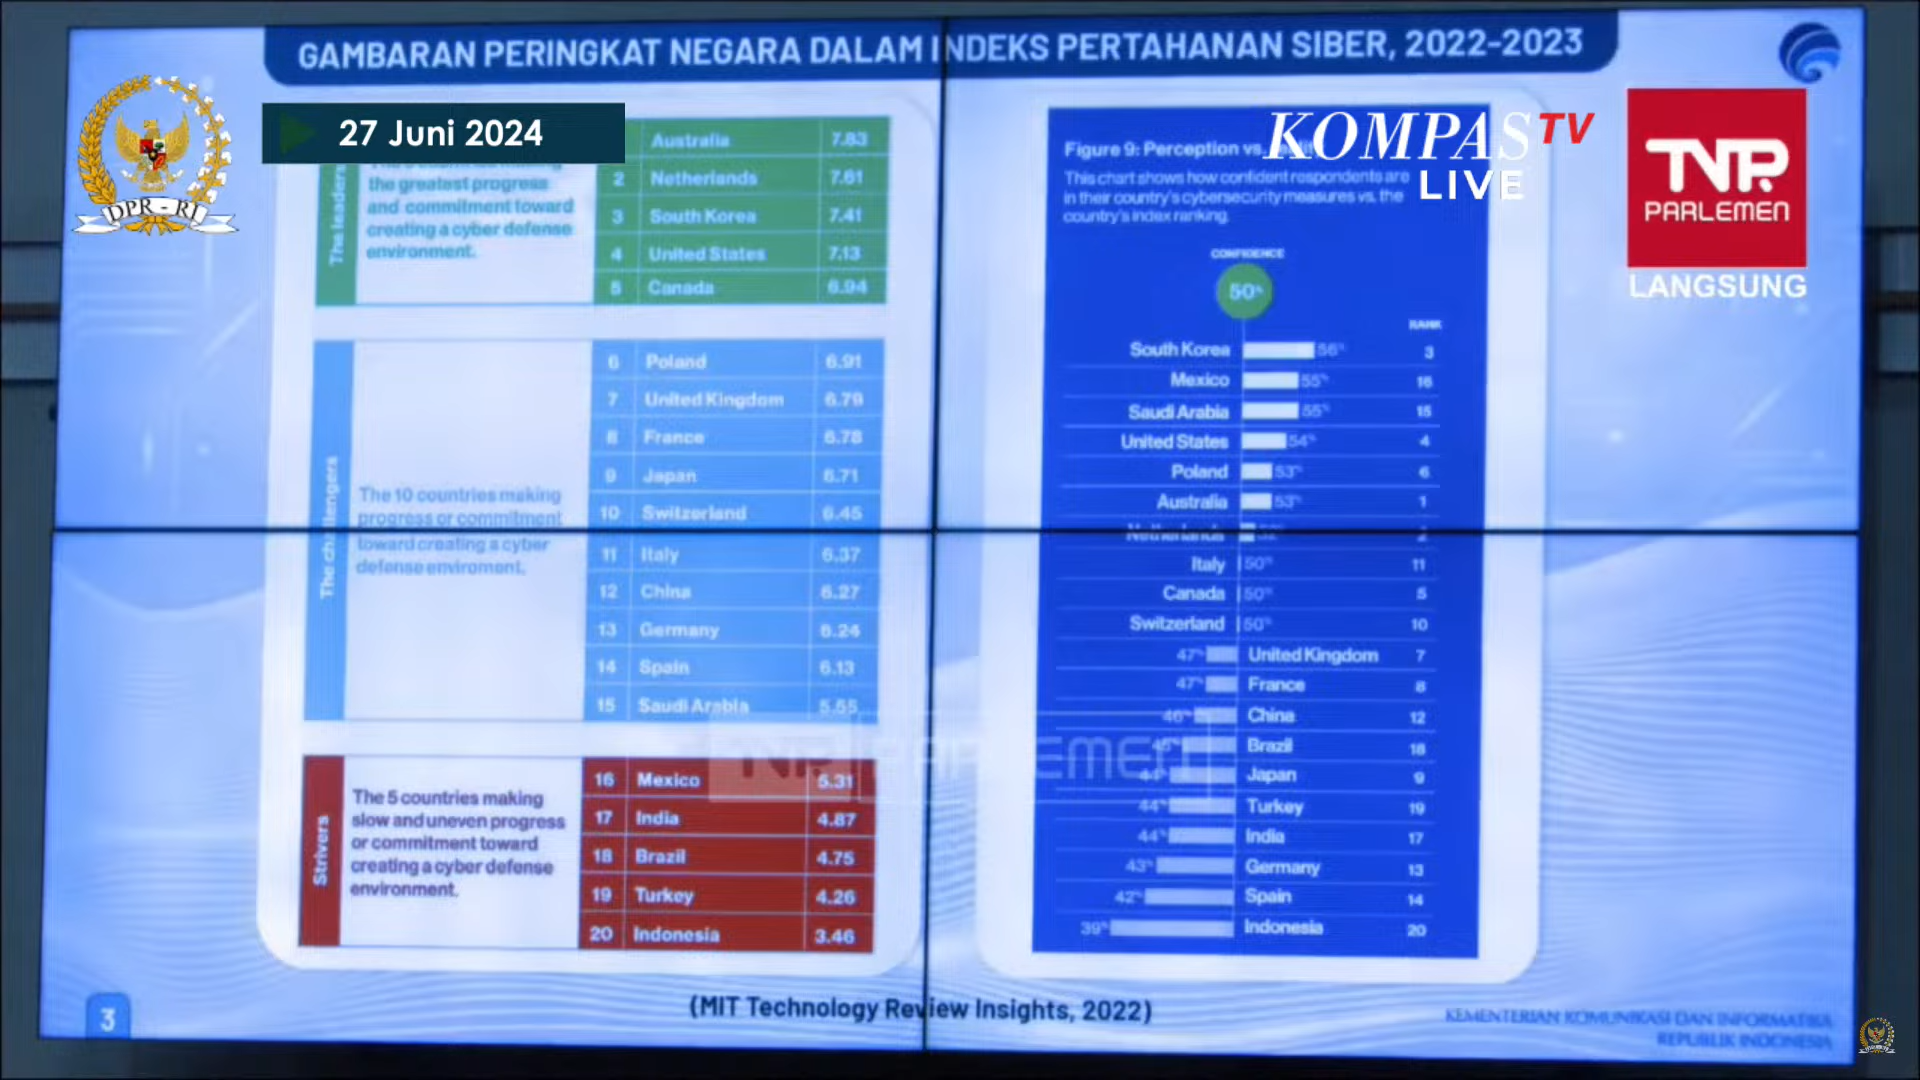 GAMBARAN PERINGKAT NEGARA DALAM INDEKS PERTAHANAN SIBER, 2022-2023
DPR - RI
27 Juni 2024
KOMPAS TV
LIVE
TVP
PARLEMEN
LANGSUNG
The leaders
the greatest progress
and commitment toward
creating a cyber defense
environment.
Australia 7.83
2 Netherlands 7.61
3 South Korea 7.41
4 United States 7.13
5 Canada 6.94
The challengers
The 10 countries making
progress or commitment
toward creating a cyber
defense enviroment.
6 Poland 6.91
7 United Kingdom 6.79
8 France 6.78
9 Japan 6.71
10 Switzerland 6.45
11 Italy 6.37
12 China 6.27
13 Germany 6.24
14 Spain 6.13
15 Saudi Arabia 5.55
Strivers
The 5 countries making
slow and uneven progress
or commitment toward
creating a cyber defense
environment.
16 Mexico 5.31
17 India 4.87
18 Brazil 4.75
19 Turkey 4.26
20 Indonesia 3.46
Figure 9: Perception vs.
This chart shows how confident respondents are
in their country's cybersecurity measures vs. the
country's index ranking.
CONFIDENCE
50%
RANK
South Korea 56% 3
Mexico 55% 16
Saudi Arabia 55% 15
United States 54% 4
Poland 53% 6
Australia 53% 1
Netherlands 2
Italy 50% 11
Canada 50% 5
Switzerland 50% 10
47% United Kingdom 7
47% France 8
46% China 12
45% Brazil 18
44% Japan 9
44% Turkey 19
44% India 17
43% Germany 13
42% Spain 14
39% Indonesia 20
TVP PARLEMEN
(MIT Technology Review Insights, 2022)
3
KEMENTERIAN KOMUNIKASI DAN INFORMATIKA
REPUBLIK INDONESIA